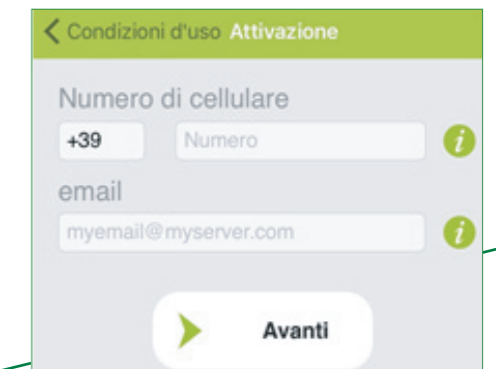 Condizioni d'uso Attivazione
Numero di cellulare
+39 Numero
email
myemail@myserver.com
Avanti